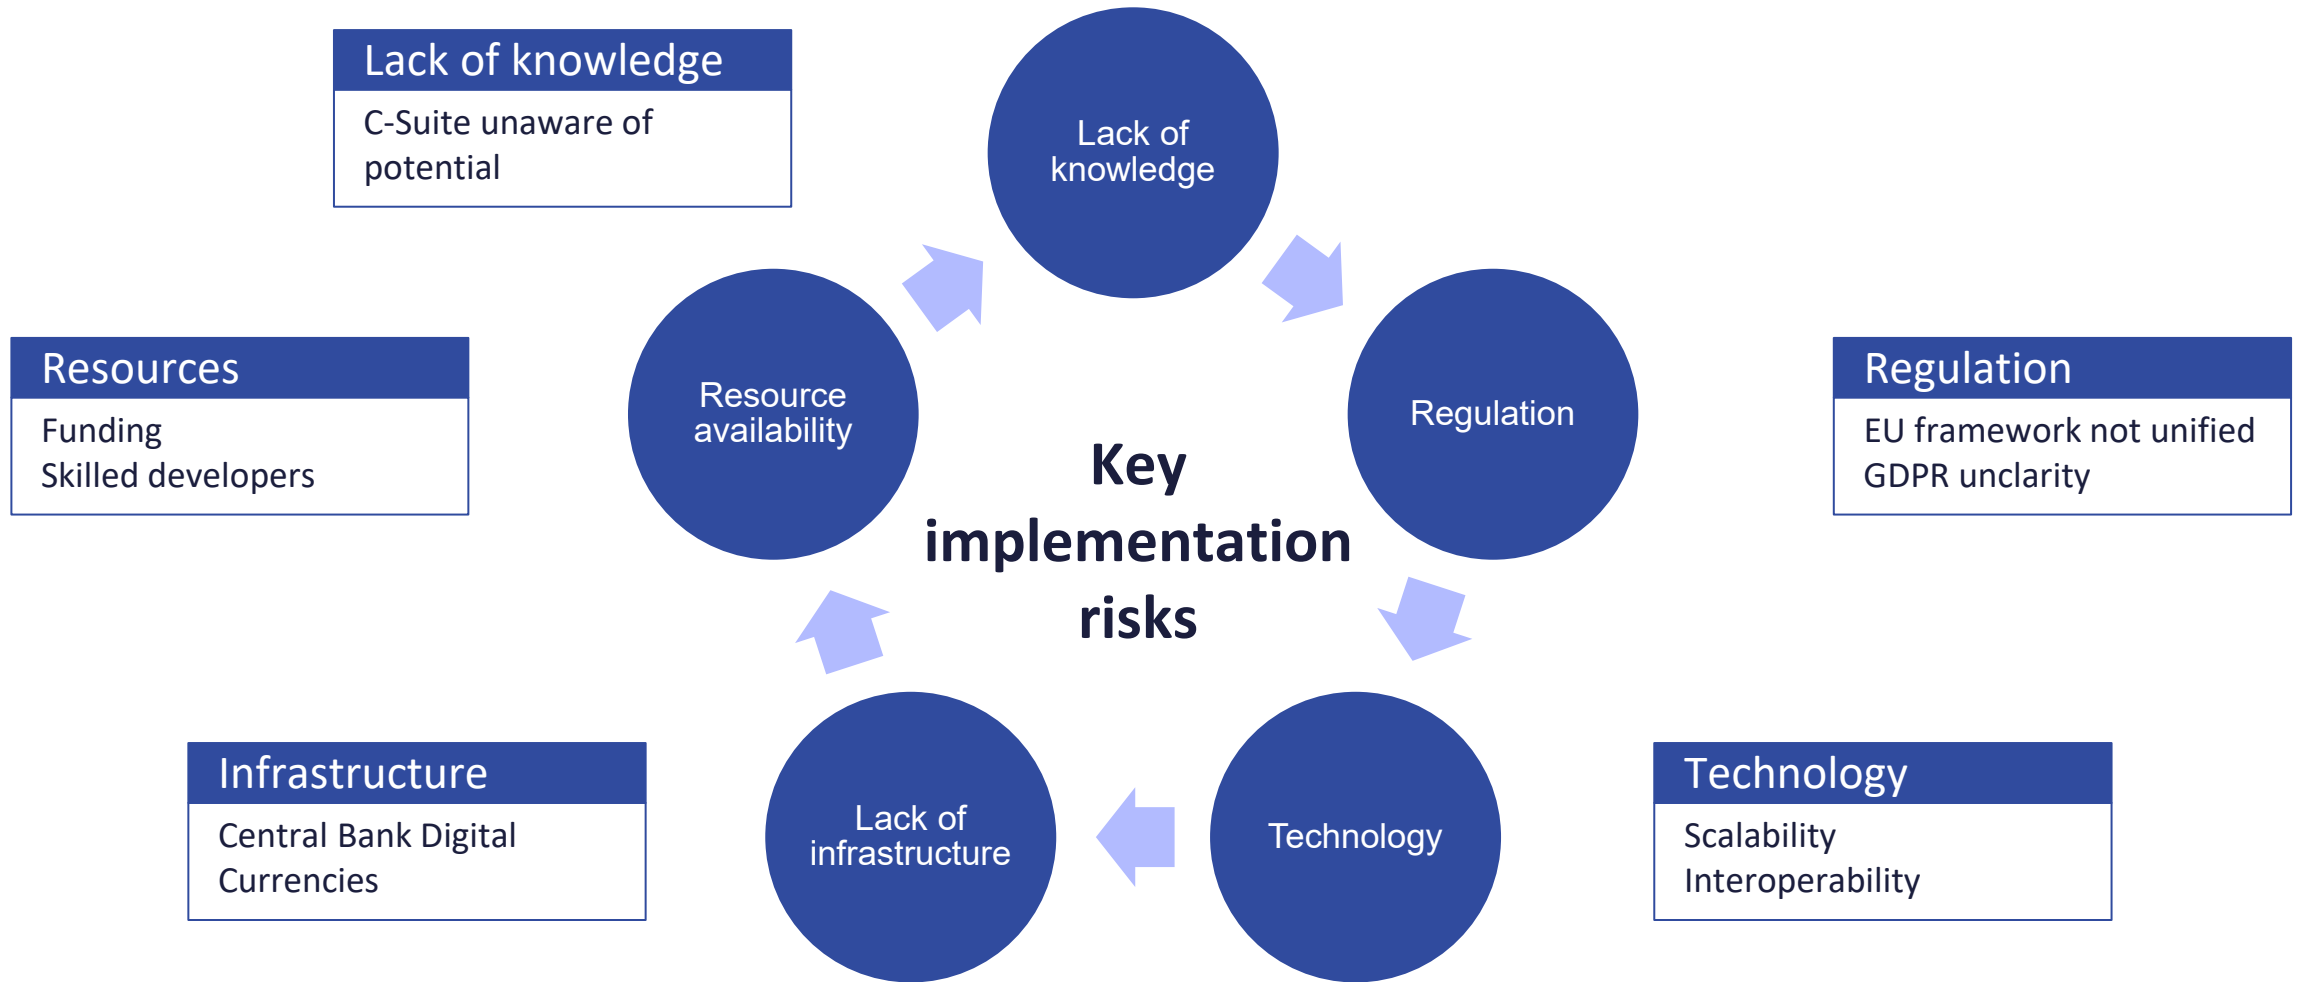 Lack of knowledge
C-Suite unaware of
potential
Lack of
knowledge
Resources
Funding
Skilled developers
Resource
availability
Regulation
Regulation
EU framework not unified
GDPR unclarity
Key
implementation
risks
Infrastructure
Central Bank Digital
Currencies
Lack of
infrastructure
Technology
Technology
Scalability
Interoperability